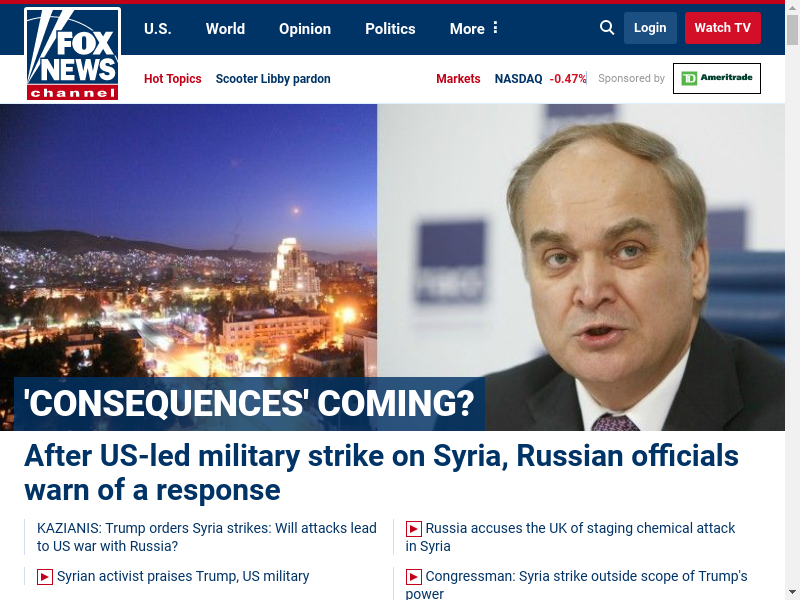 FOX
NEWS
channel
U.S.
World
Opinion
Politics
More
Login
Watch TV
Hot Topics
Scooter Libby pardon
Markets
NASDAQ
-0.47%
Sponsored by
TD Ameritrade
'CONSEQUENCES' COMING?
After US-led military strike on Syria, Russian officials
warn of a response
KAZIANIS: Trump orders Syria strikes: Will attacks lead
to US war with Russia?
Russia accuses the UK of staging chemical attack
in Syria
Syrian activist praises Trump, US military
Congressman: Syria strike outside scope of Trump's
power